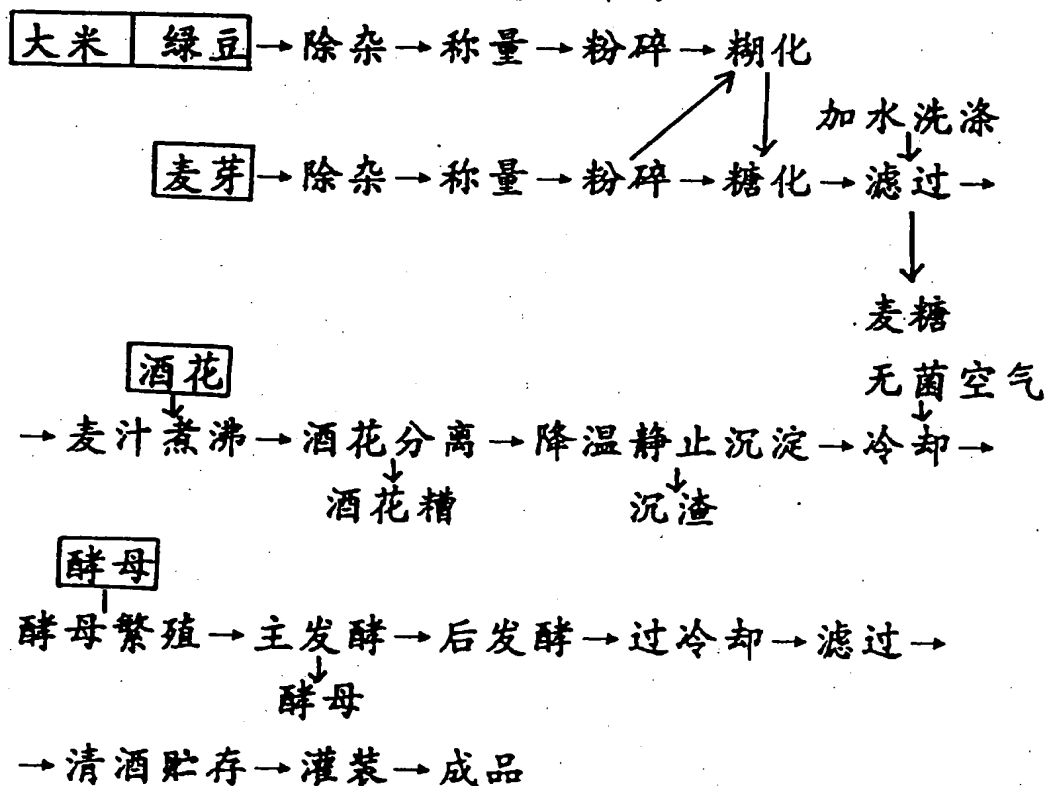 大米 绿豆→除杂→称量→粉碎→糊化
加水洗涤
麦芽→除杂→称量→粉碎→糖化→滤过→
麦糖
酒花
无菌空气
→麦汁煮沸→酒花分离→降温静止沉淀→冷却→
酒花糟 沉渣
酵母
酵母繁殖→主发酵→后发酵→过冷却→滤过→
酵母
→清酒贮存→灌装→成品